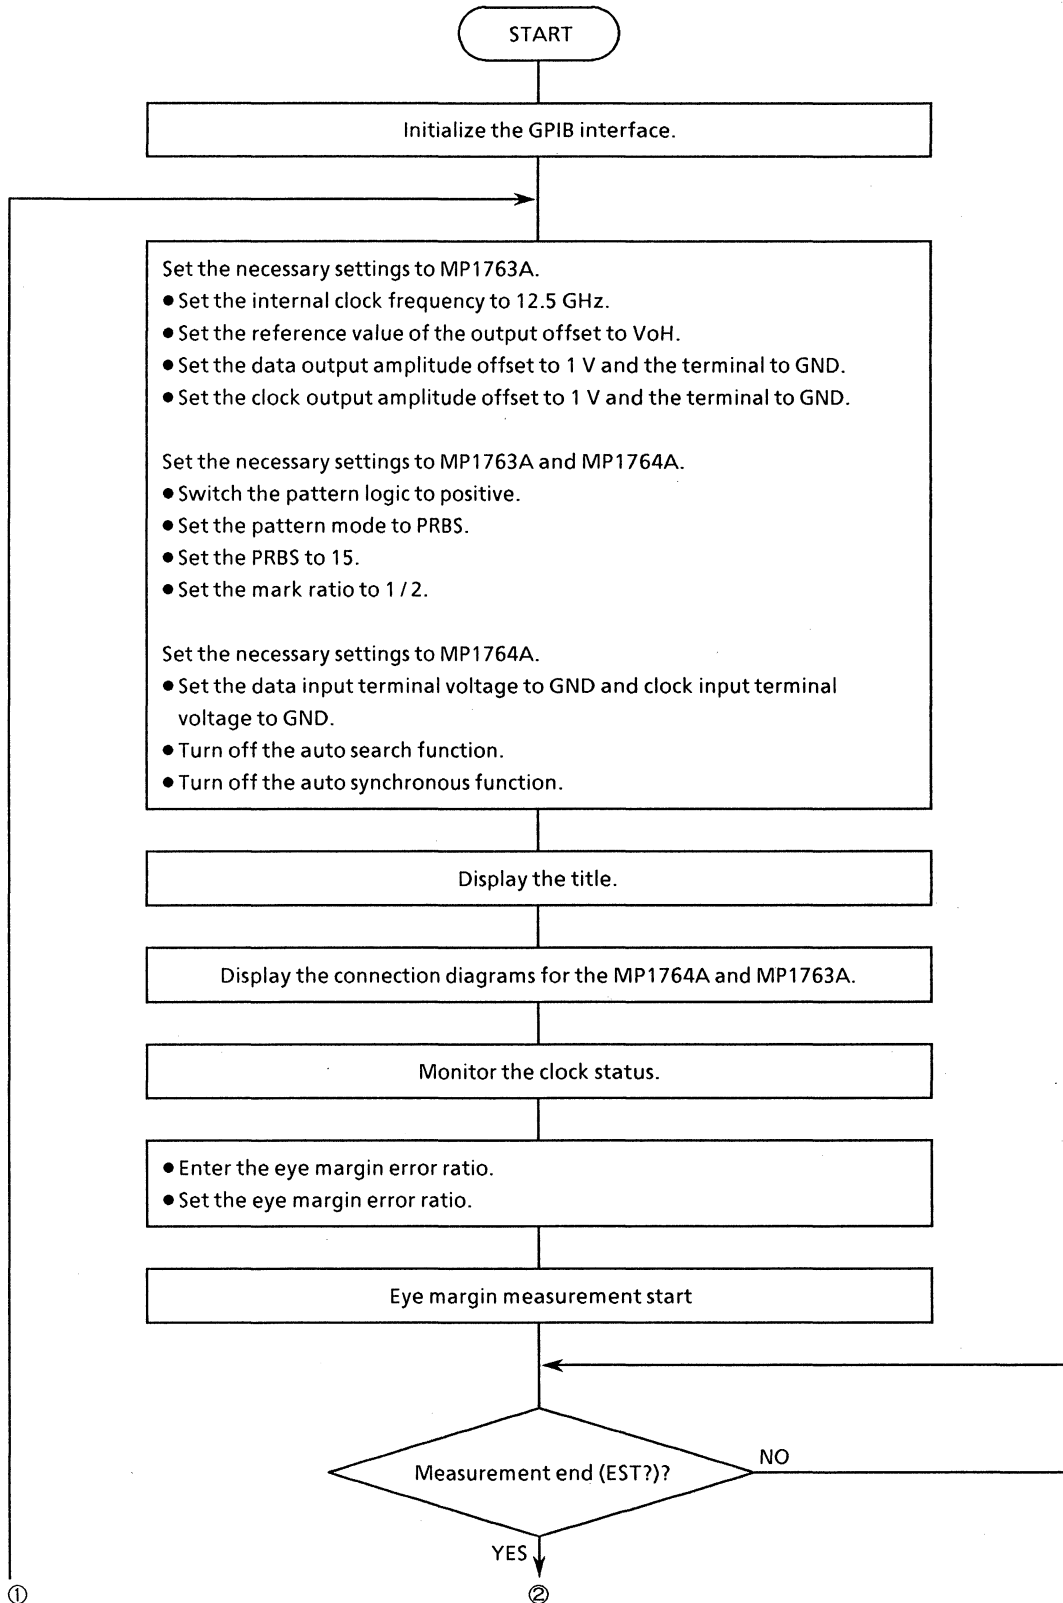 START
Initialize the GPIB interface.
Set the necessary settings to MP1763A.
● Set the internal clock frequency to 12.5 GHz.
● Set the reference value of the output offset to VoH.
● Set the data output amplitude offset to 1 V and the terminal to GND.
● Set the clock output amplitude offset to 1 V and the terminal to GND.
Set the necessary settings to MP1763A and MP1764A.
● Switch the pattern logic to positive.
● Set the pattern mode to PRBS.
● Set the PRBS to 15.
● Set the mark ratio to 1 / 2.
Set the necessary settings to MP1764A.
● Set the data input terminal voltage to GND and clock input terminal
voltage to GND.
● Turn off the auto search function.
● Turn off the auto synchronous function.
Display the title.
Display the connection diagrams for the MP1764A and MP1763A.
Monitor the clock status.
● Enter the eye margin error ratio.
● Set the eye margin error ratio.
Eye margin measurement start
Measurement end (EST?)?
NO
YES
① ②